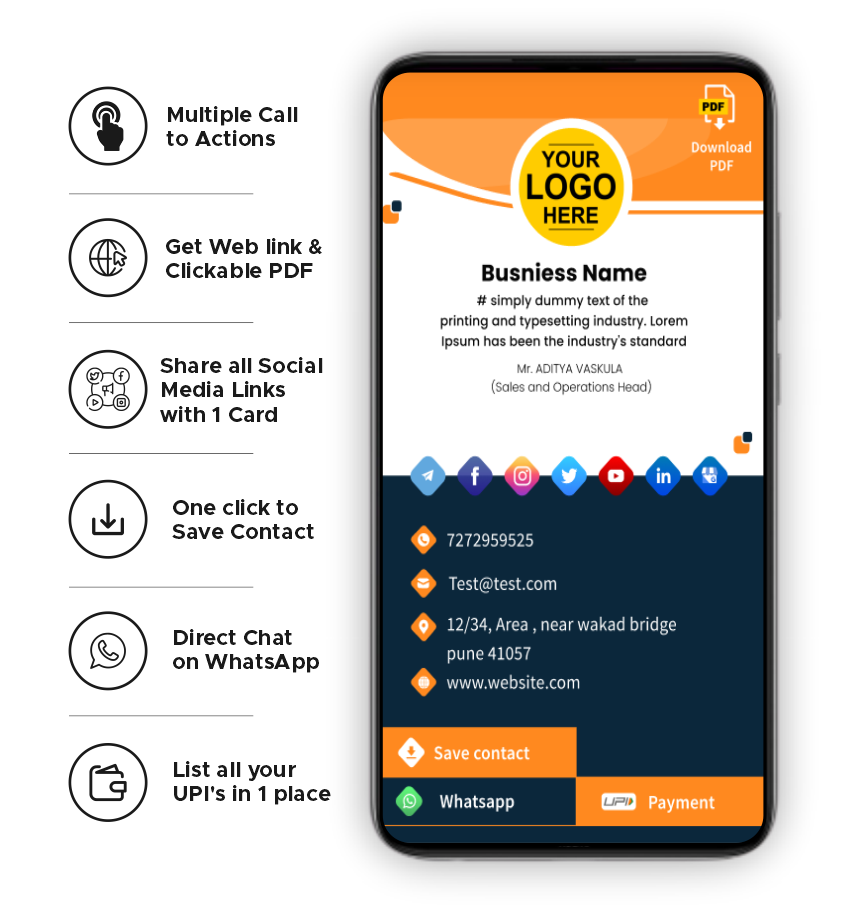 Multiple Call
to Actions
Get Web link &
Clickable PDF
Share all Social
Media Links
with 1 Card
One click to
Save Contact
Direct Chat
on WhatsApp
List all your
UPI's in 1 place
PDF
Download
PDF
YOUR
LOGO
HERE
Busniess Name
# simply dummy text of the
printing and typesetting industry. Lorem
Ipsum has been the industry's standard
Mr. ADITYA VASKULA
(Sales and Operations Head)
7272959525
Test@test.com
12/34, Area , near wakad bridge
pune 41057
www.website.com
Save contact
Whatsapp
UPI Payment